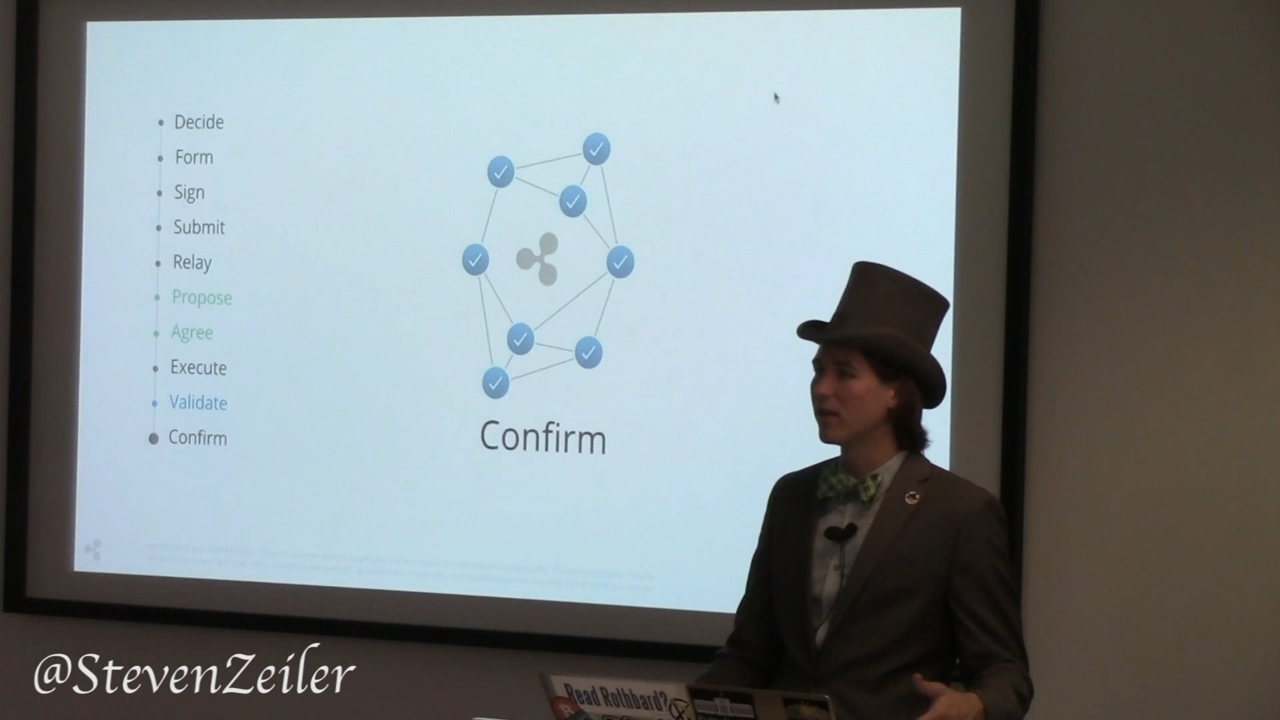 Decide
Form
Sign
Submit
Relay
Propose
Agree
Execute
Validate
Confirm
Confirm
@StevenZeiler
Read Rothbard?